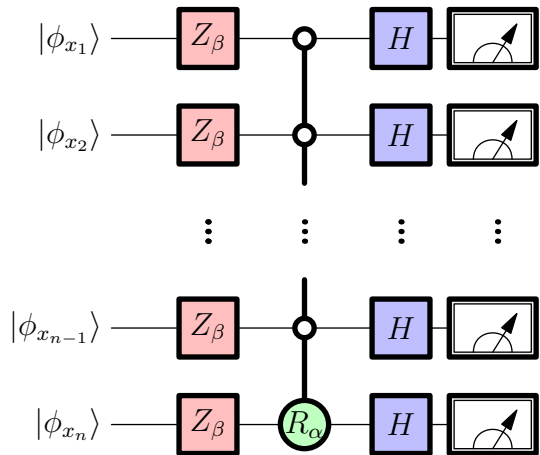 |ϕ_{x_1}⟩ Z_β H
|ϕ_{x_2}⟩ Z_β H
|ϕ_{x_{n−1}}⟩ Z_β H
|ϕ_{x_n}⟩ Z_β R_α H